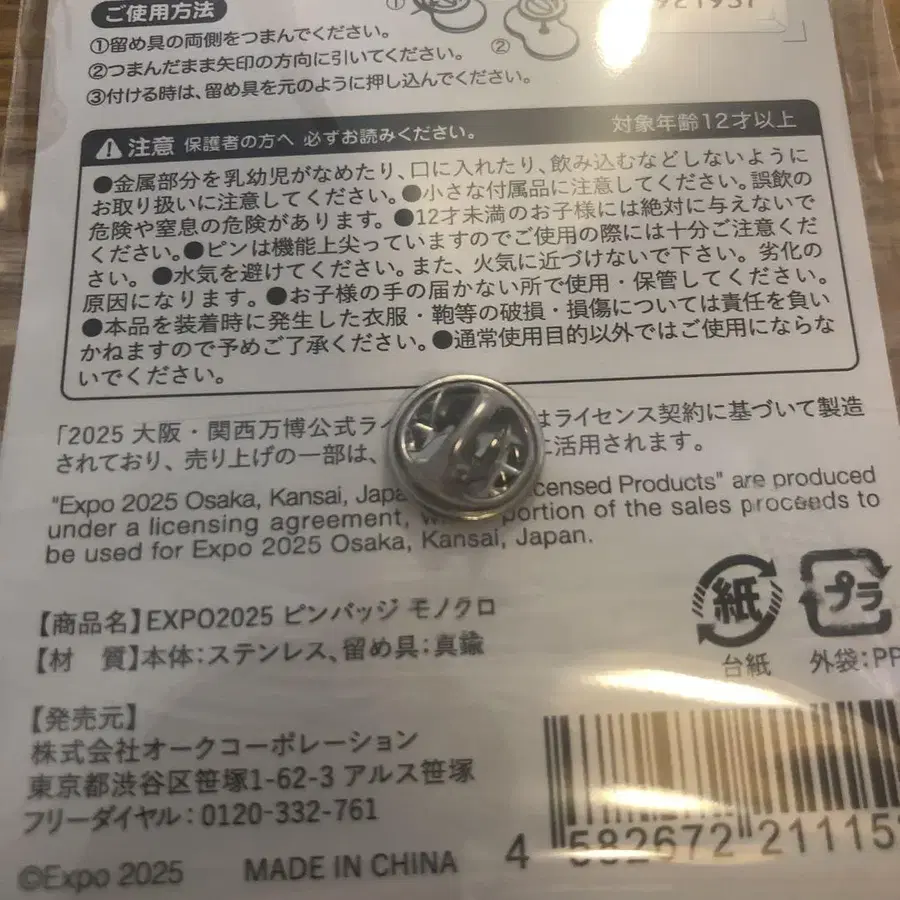 ご使用方法
①留め具の両側をつまんでください。
②つまんだまま矢印の方向に引いてください。
③付ける時は、留め具を元のように押し込んでください。
①
②
注意 保護者の方へ 必ずお読みください。 対象年齢12才以上
●金属部分を乳幼児がなめたり、口に入れたり、飲み込むなどしないように
お取り扱いに注意してください。●小さな付属品に注意してください。誤飲の
危険や窒息の危険があります。●12才未満のお子様には絶対に与えないで
ください。●ピンは機能上尖っていますのでご使用の際には十分ご注意くだ
さい。●水気を避けてください。また、火気に近づけないで下さい。劣化の
原因になります。●お子様の手の届かない所で使用・保管してください。
●本品を装着時に発生した衣服・鞄等の破損・損傷については責任を負い
かねますので予めご了承ください。●通常使用目的以外ではご使用にならな
いでください。
「2025 大阪・関西万博公式ライ はライセンス契約に基づいて製造
されており、売り上げの一部は、 に活用されます。
"Expo 2025 Osaka, Kansai, Japa censed Products" are produced
under a licensing agreement, portion of the sales proceeds to
be used for Expo 2025 Osaka, Kansai, Japan.
【商品名】EXPO2025 ピンバッジ モノクロ
【材 質】本体:ステンレス、留め具:真鍮
紙
プラ
台紙
外袋:PP
【発売元】
株式会社オークコーポレーション
東京都渋谷区笹塚1-62-3 アルス笹塚
フリーダイヤル:0120-332-761
©Expo 2025 MADE IN CHINA
4 582672 21115